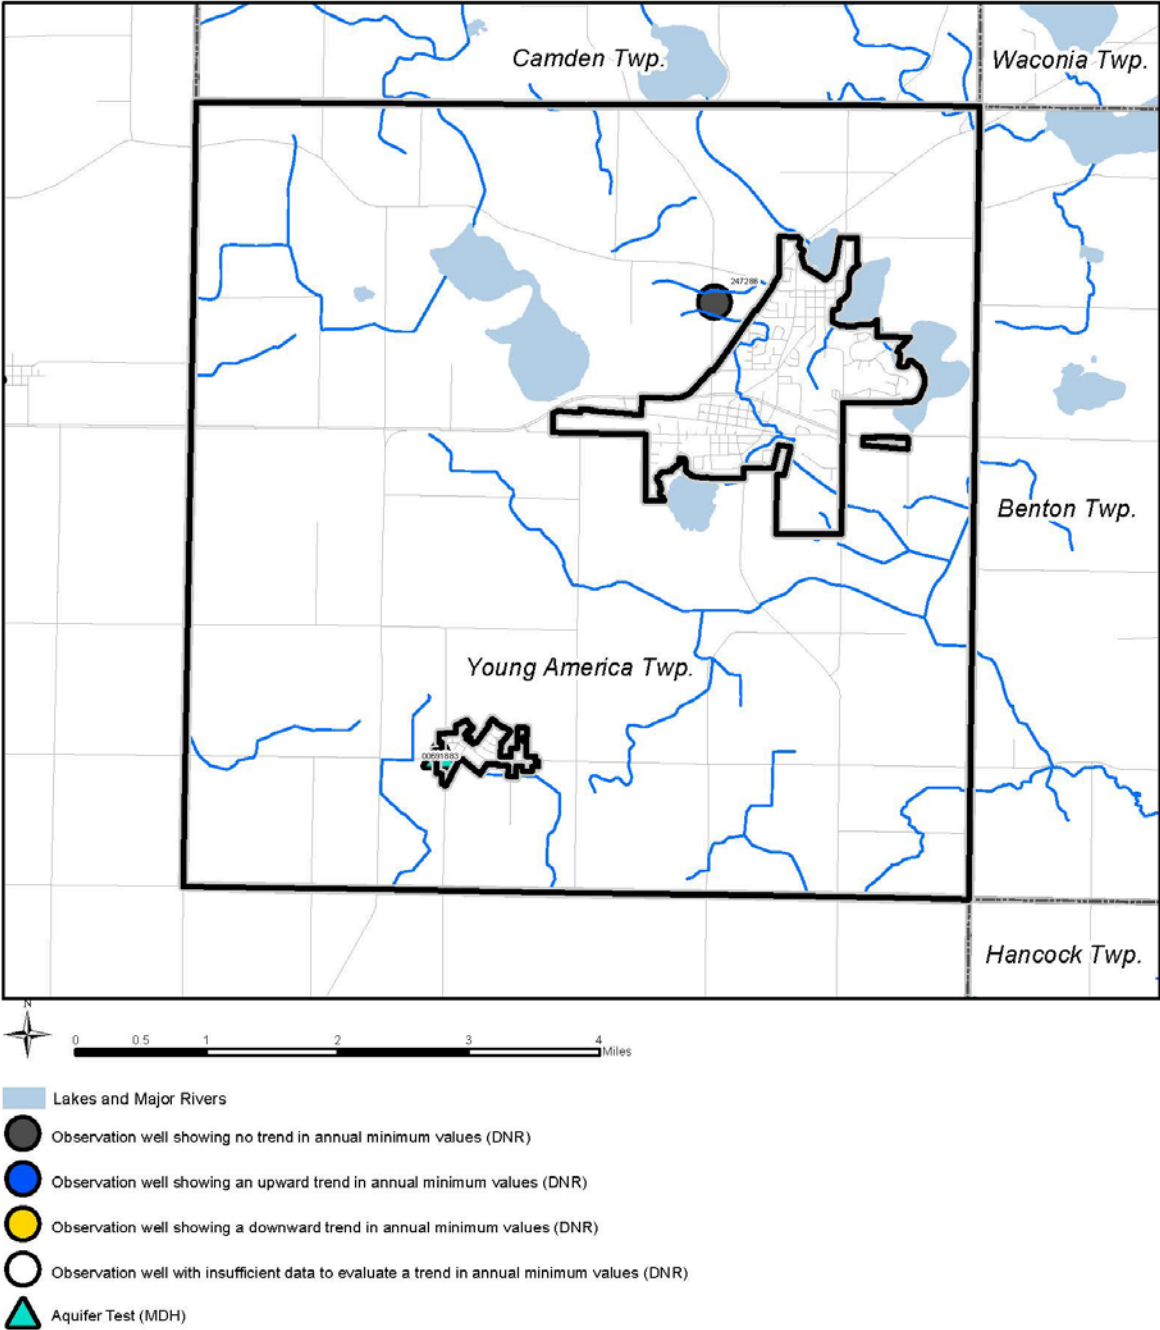 Camden Twp.
Waconia Twp.
247286
Benton Twp.
Young America Twp.
00691883
Hancock Twp.
N
0 0.5 1 2 3 4
Miles
Lakes and Major Rivers
Observation well showing no trend in annual minimum values (DNR)
Observation well showing an upward trend in annual minimum values (DNR)
Observation well showing a downward trend in annual minimum values (DNR)
Observation well with insufficient data to evaluate a trend in annual minimum values (DNR)
Aquifer Test (MDH)